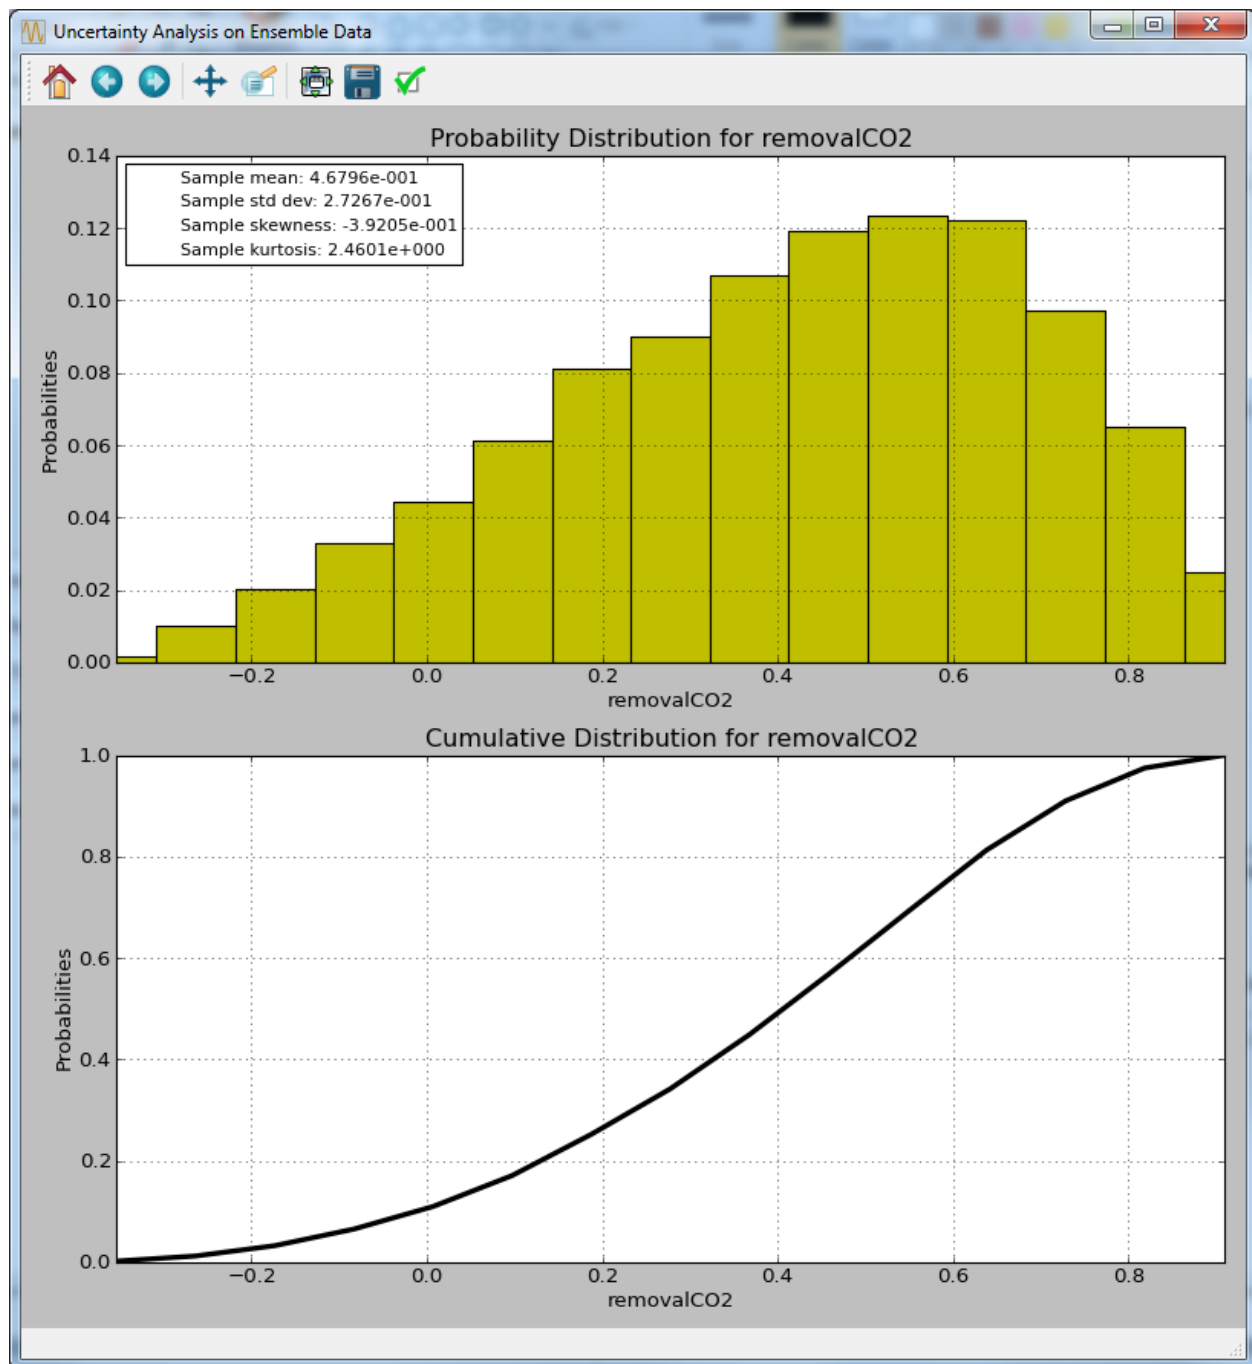 Uncertainty Analysis on Ensemble Data
Probability Distribution for removalCO2
Sample mean: 4.6796e-001
Sample std dev: 2.7267e-001
Sample skewness: -3.9205e-001
Sample kurtosis: 2.4601e+000
0.14
0.12
0.10
0.08
0.06
0.04
0.02
0.00
Probabilities
−0.2 0.0 0.2 0.4 0.6 0.8
removalCO2
Cumulative Distribution for removalCO2
1.0
0.8
0.6
0.4
0.2
0.0
Probabilities
−0.2 0.0 0.2 0.4 0.6 0.8
removalCO2